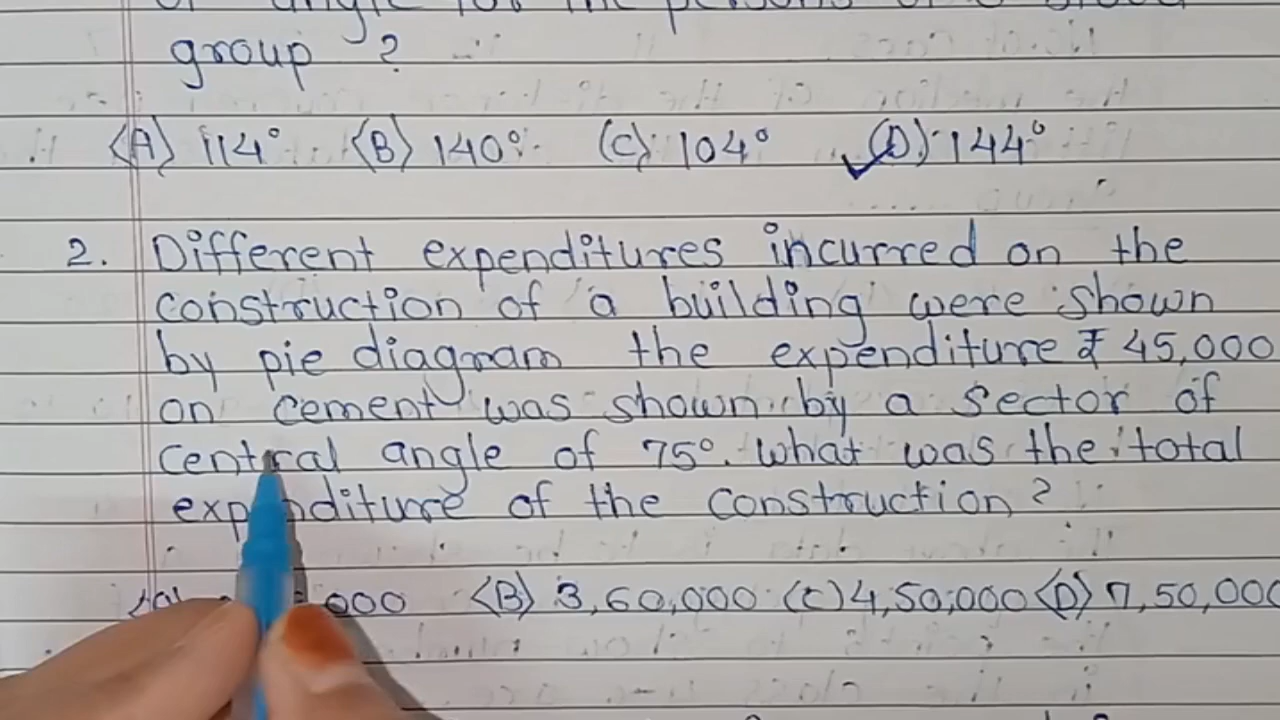 group ?
(A) 114° (B) 140° (C) 104° (D) 144°
2. Different expenditures incurred on the
construction of a building were shown
by pie diagram the expenditure ₹ 45,000
on cement was shown by a sector of
central angle of 75°. what was the total
expenditure of the construction ?
000 (B) 3,60,000 (C) 4,50,000 (D) 7,50,000